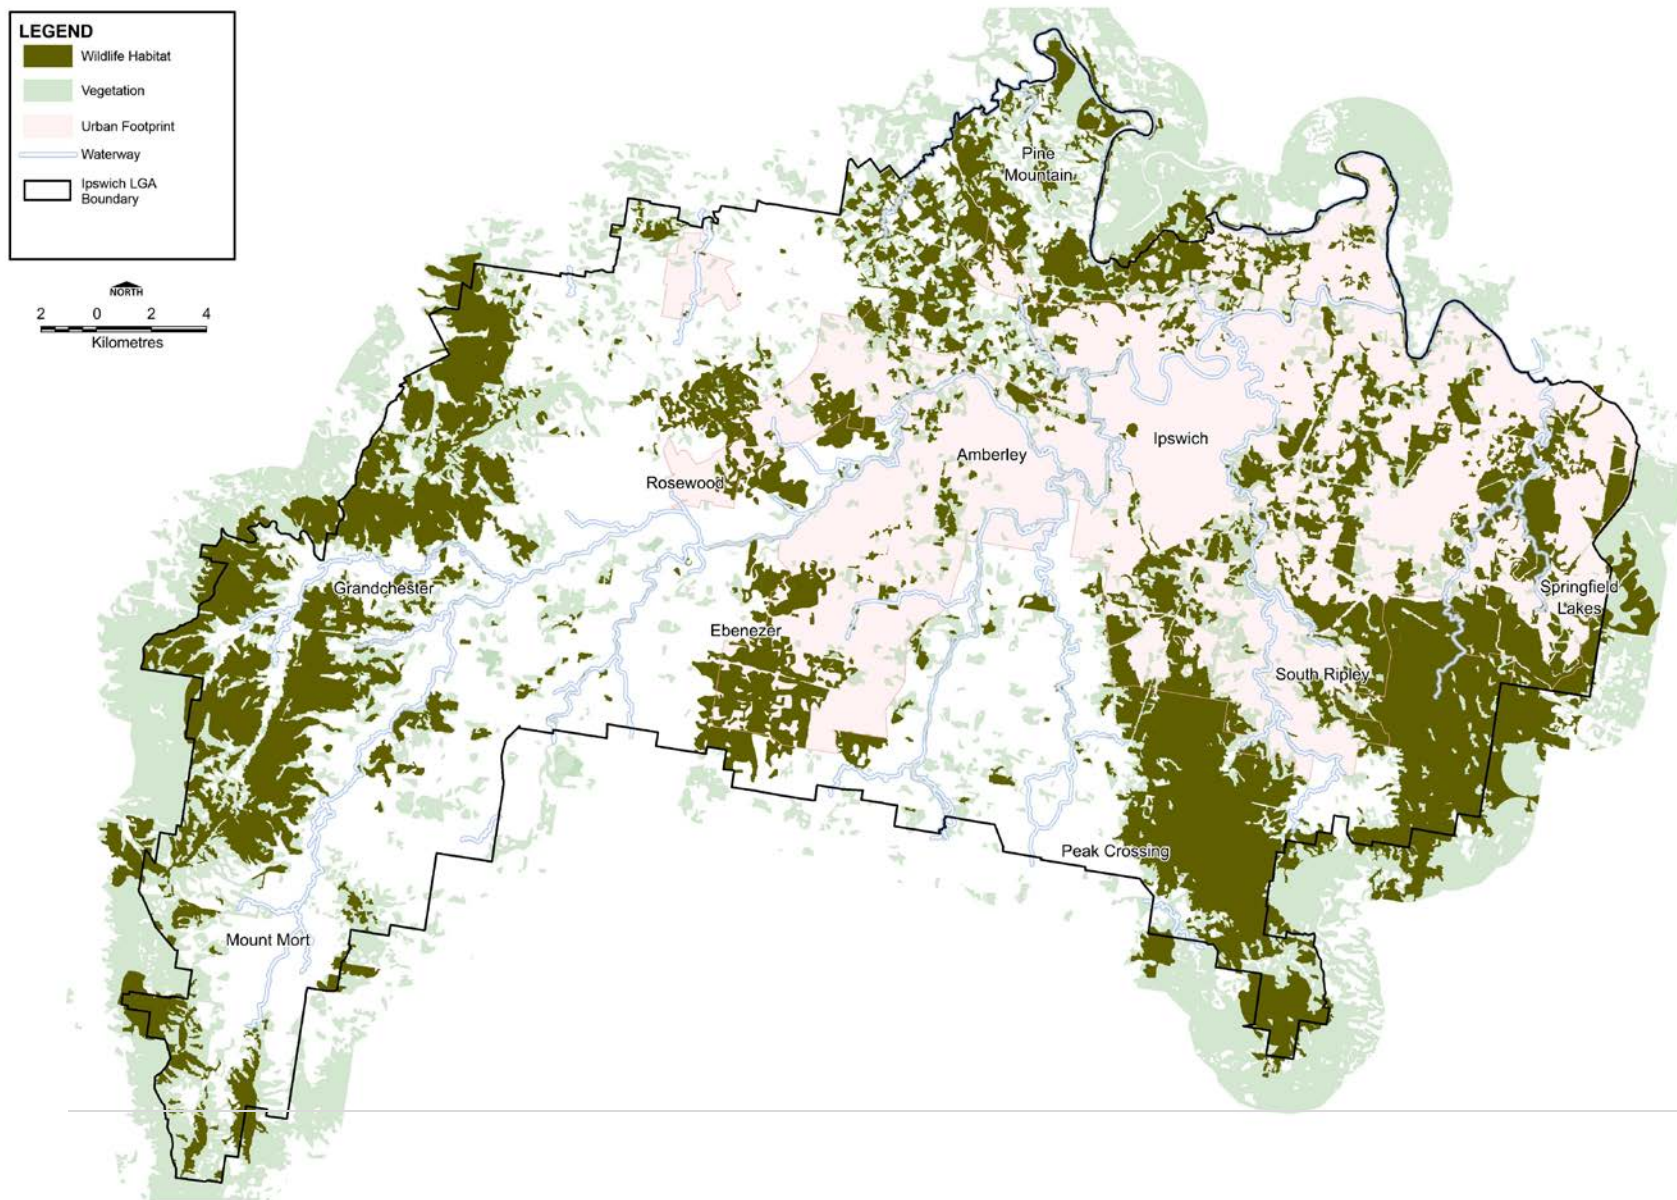 LEGEND
Wildlife Habitat
Vegetation
Urban Footprint
Waterway
Ipswich LGA
Boundary
NORTH
2 0 2 4
Kilometres
Pine
Mountain
Ipswich
Amberley
Rosewood
Grandchester
Springfield
Lakes
Ebenezer
South Ripley
Peak Crossing
Mount Mort